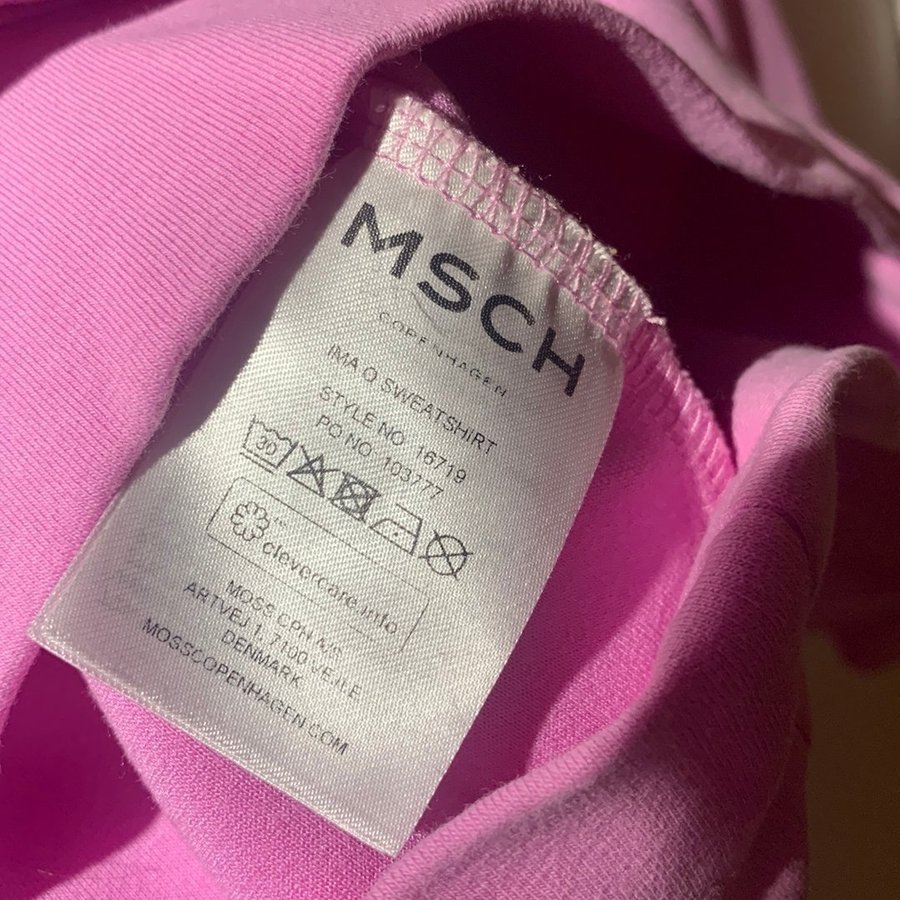 MSCH
COPENHAGEN
IMA Q SWEATSHIRT
STYLE NO. 16719
PO NO. 103777
30
clevercare.info
MOSS CPH A/S
ARTVEJ 1, 7100 VEJLE
DENMARK
MOSSCOPENHAGEN.COM